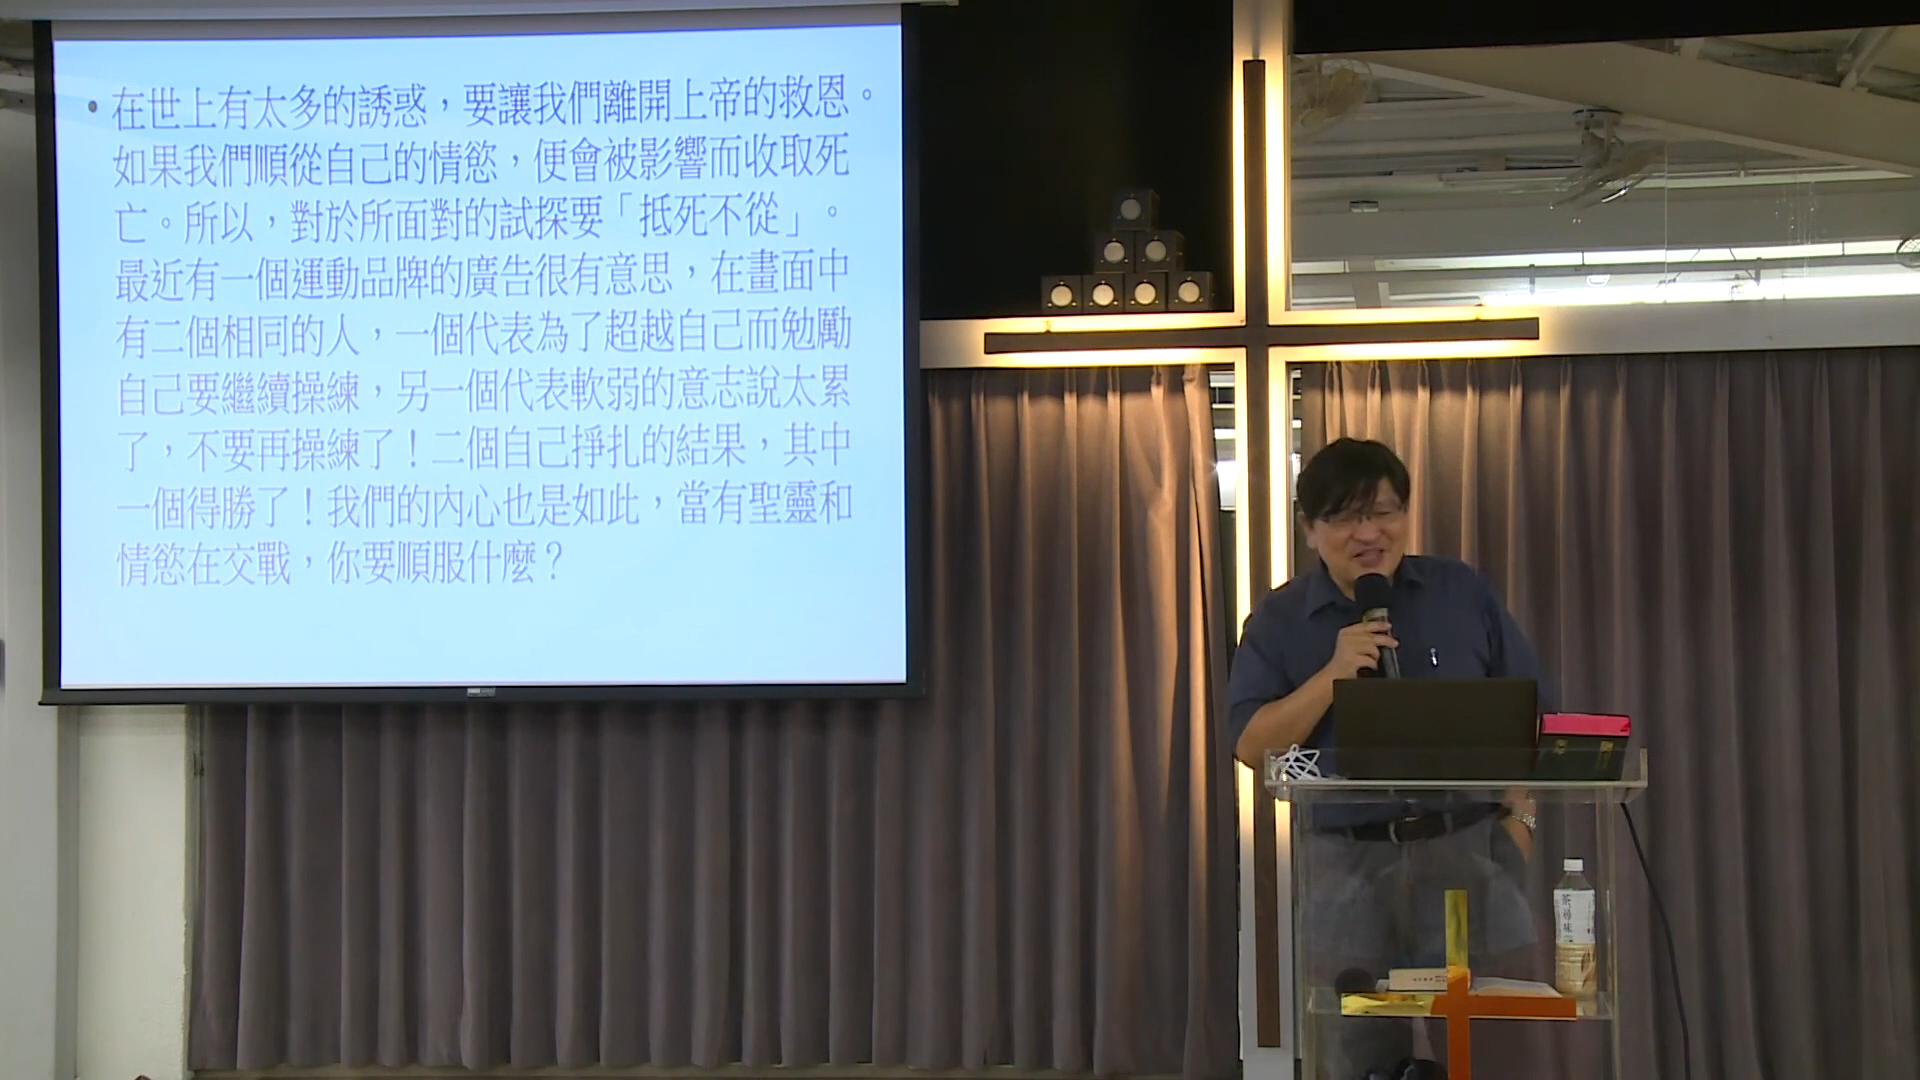 • 在世上有太多的誘惑，要讓我們離開上帝的救恩。
如果我們順從自己的情慾，便會被影響而收取死
亡。所以，對於所面對的試探要「抵死不從」。
最近有一個運動品牌的廣告很有意思，在畫面中
有二個相同的人，一個代表為了超越自己而勉勵
自己要繼續操練，另一個代表軟弱的意志說太累
了，不要再操練了！二個自己掙扎的結果，其中
一個得勝了！我們的內心也是如此，當有聖靈和
情慾在交戰，你要順服什麼？
茶尋味